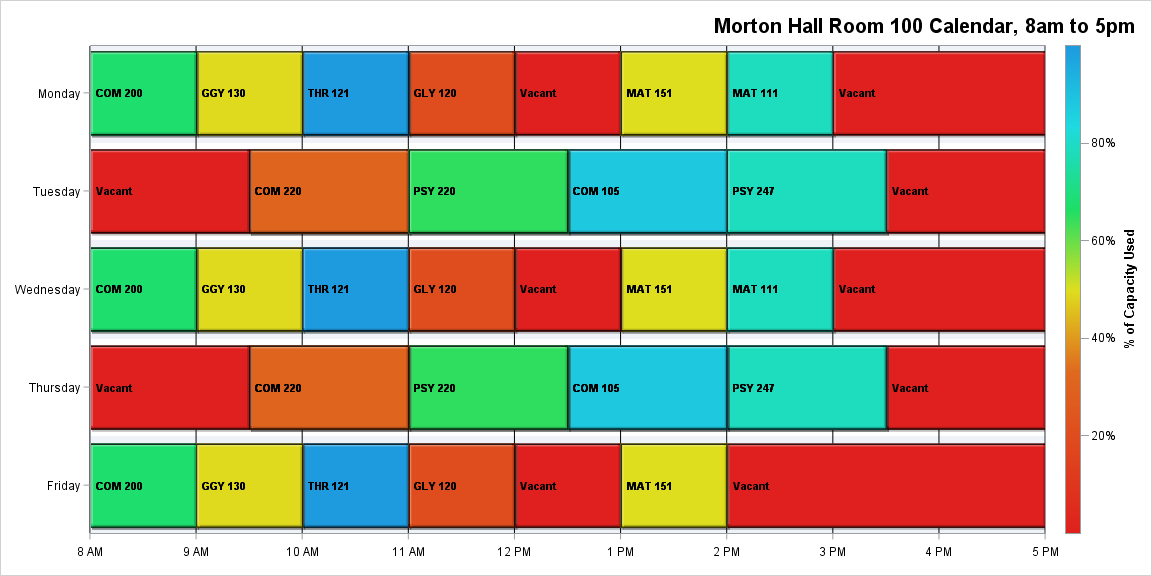 Morton Hall Room 100 Calendar, 8am to 5pm
Monday COM 200 GGY 130 THR 121 GLY 120 Vacant MAT 151 MAT 111 Vacant
Tuesday Vacant COM 220 PSY 220 COM 105 PSY 247 Vacant
Wednesday COM 200 GGY 130 THR 121 GLY 120 Vacant MAT 151 MAT 111 Vacant
Thursday Vacant COM 220 PSY 220 COM 105 PSY 247 Vacant
Friday COM 200 GGY 130 THR 121 GLY 120 Vacant MAT 151 Vacant
8 AM 9 AM 10 AM 11 AM 12 PM 1 PM 2 PM 3 PM 4 PM 5 PM
80%
60%
40%
20%
% of Capacity Used